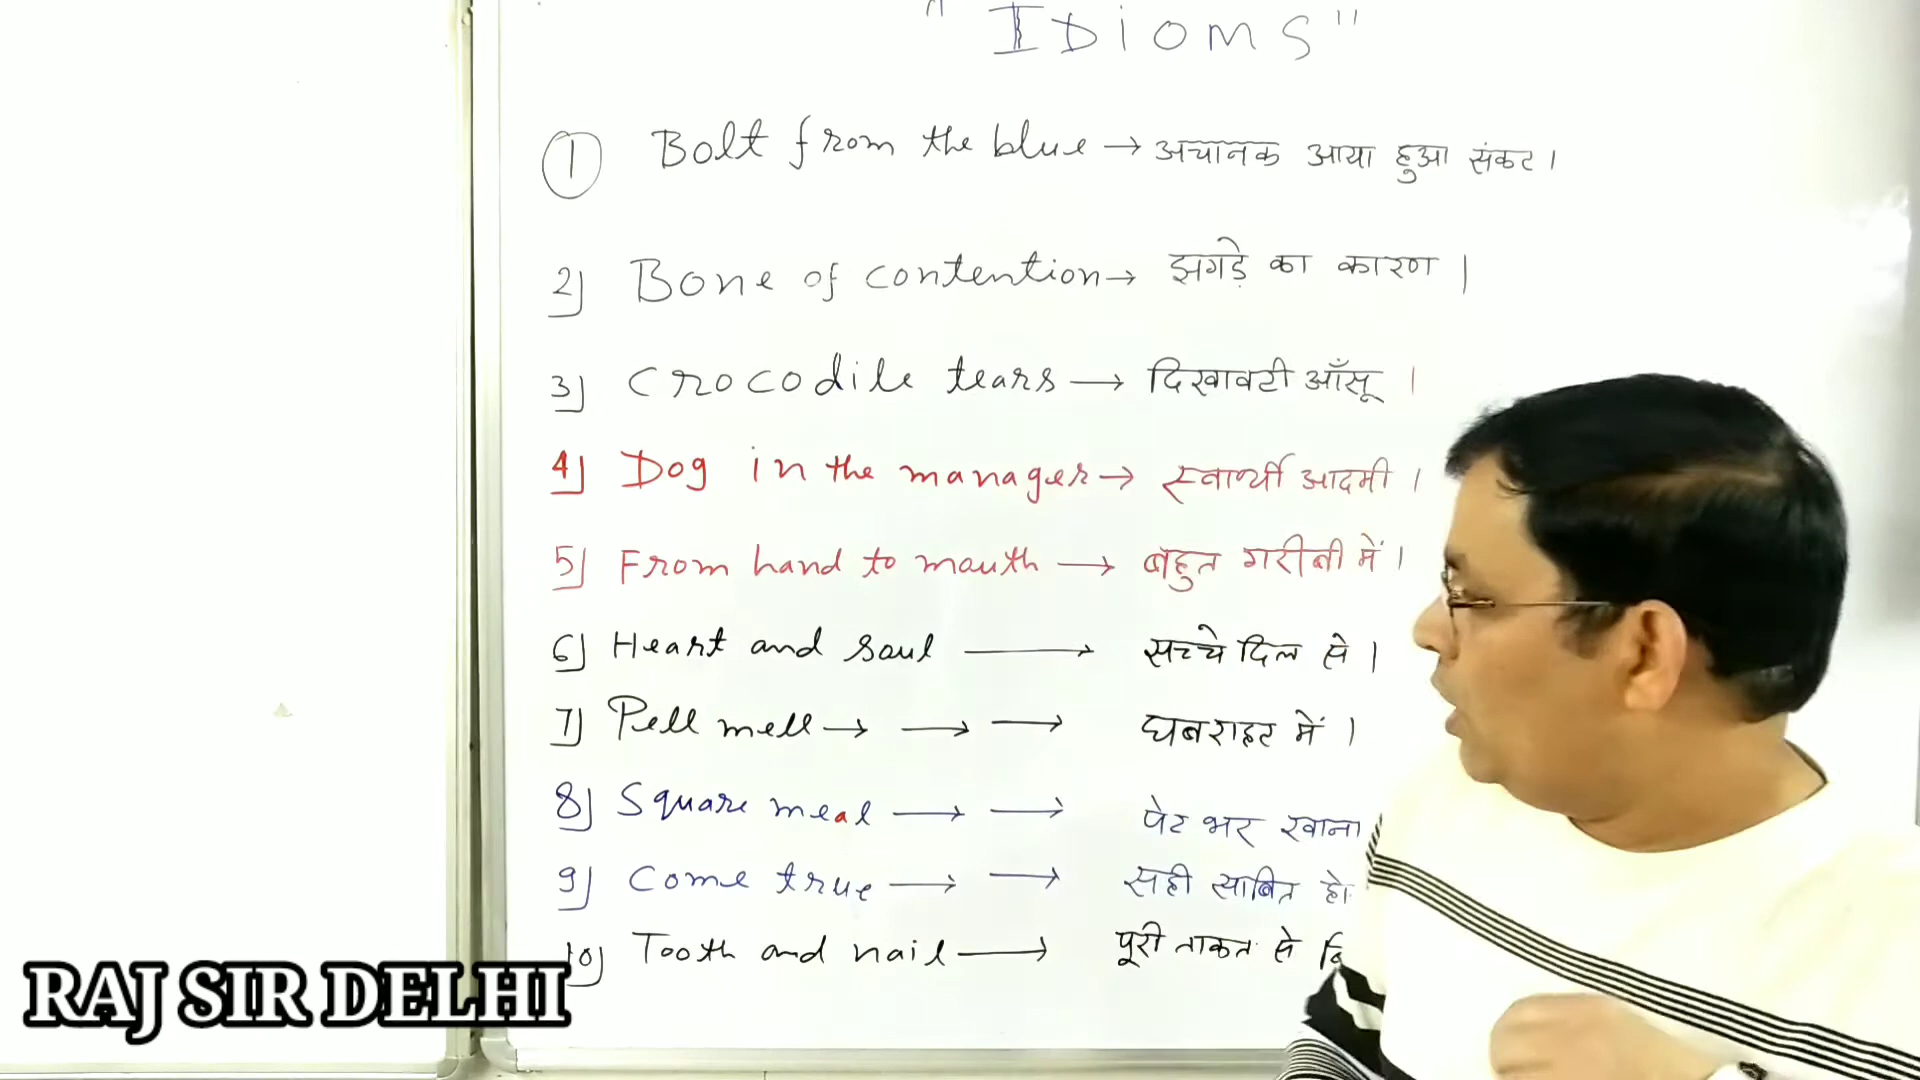 "IDioms"
① Bolt from the blue → अचानक आया हुआ संकट।
2) Bone of contention → झगड़े का कारण।
3) Crocodile tears → दिखावटी आँसू।
4) Dog in the manager → स्वार्थी आदमी।
5) From hand to mouth → बहुत गरीबी में।
6) Heart and soul → सच्चे दिल से।
7) Pell mell → → → घबराहट में।
8) Square meal → → पेट भर खाना
9) Come true → → सही साबित हो
10) Tooth and nail → पूरी ताकत से
RAJ SIR DELHI